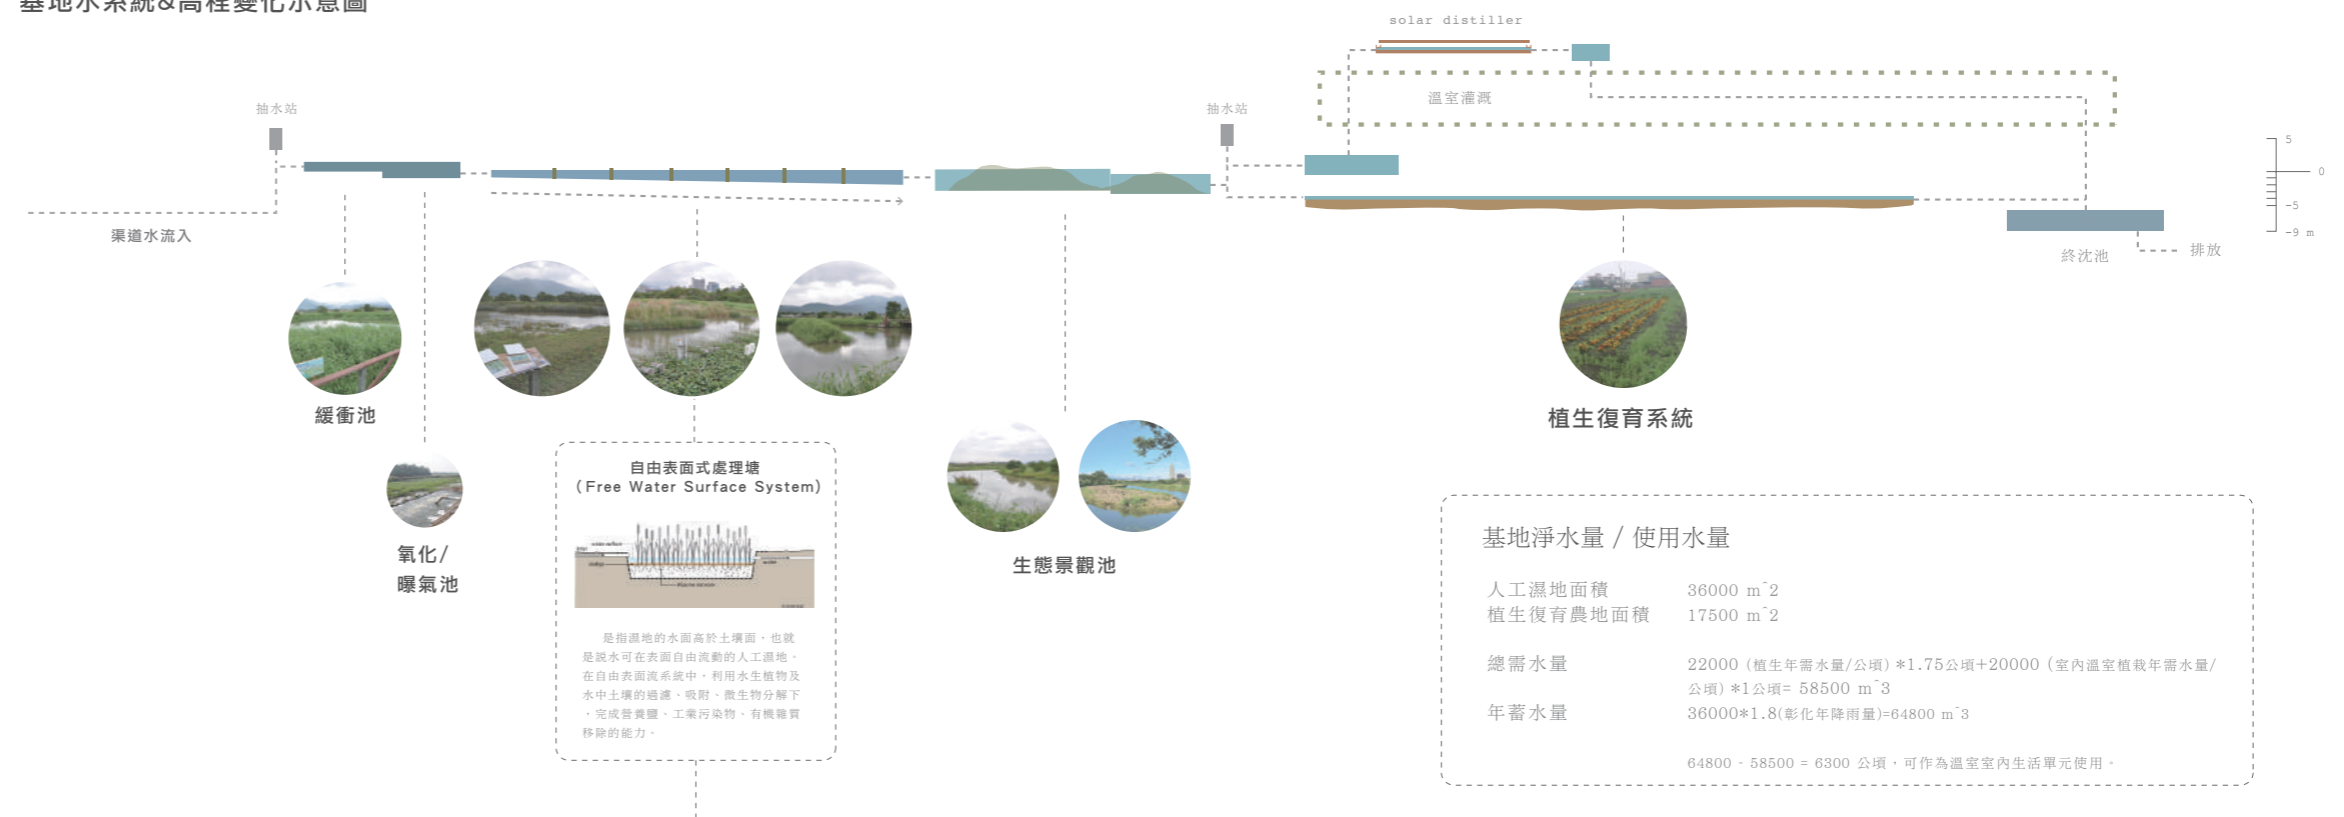 基地水系統&高程變化示意圖
solar distiller
溫室灌溉
抽水站
抽水站
渠道水流入
5
0
-5
-9 m
終沈池
排放
緩衝池
氧化/
曝氣池
自由表面式處理塘
(Free Water Surface System)
是指濕地的水面高於土壤面，也就
是說水可在表面自由流動的人工濕地。
在自由表面流系統中，利用水生植物及
水中土壤的過濾、吸附、微生物分解下
，完成營養鹽、工業污染物、有機雜質
移除的能力。
生態景觀池
植生復育系統
基地淨水量 / 使用水量
人工濕地面積 36000 m^2
植生復育農地面積 17500 m^2
總需水量 22000 (植生年需水量/公頃) *1.75公頃+20000 (室內溫室植栽年需水量/
公頃) *1公頃= 58500 m^3
年蓄水量 36000*1.8(彰化年降雨量)=64800 m^3
64800 - 58500 = 6300 公頃，可作為溫室室內生活單元使用。